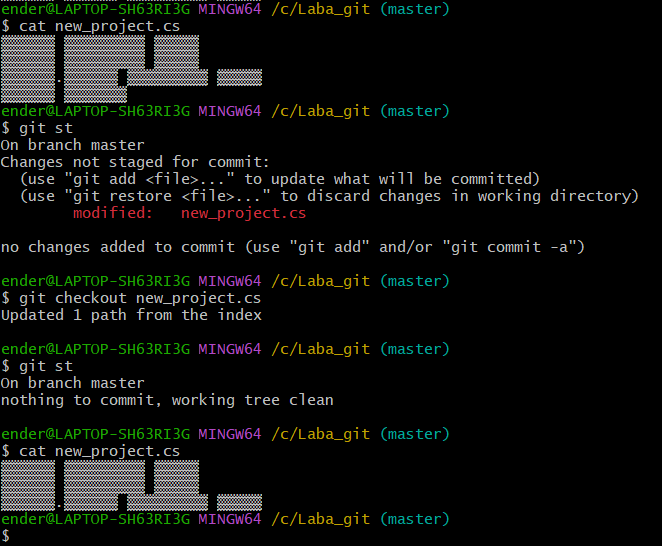 ender@LAPTOP-SH63RI3G MINGW64 /c/Laba_git (master)
$ cat new_project.cs
▒▒▒▒▒▒ ▒▒▒▒▒▒▒▒▒ ▒▒▒▒▒
▒▒▒▒▒▒ ▒▒▒▒▒▒▒▒▒ ▒▒▒▒▒
▒▒▒▒▒▒.▒▒▒▒▒▒ ▒▒▒▒▒▒▒▒▒ ▒▒▒▒▒
▒▒▒▒▒▒ ▒▒▒▒▒▒▒
ender@LAPTOP-SH63RI3G MINGW64 /c/Laba_git (master)
$ git st
On branch master
Changes not staged for commit:
  (use "git add <file>..." to update what will be committed)
  (use "git restore <file>..." to discard changes in working directory)
        modified:   new_project.cs

no changes added to commit (use "git add" and/or "git commit -a")

ender@LAPTOP-SH63RI3G MINGW64 /c/Laba_git (master)
$ git checkout new_project.cs
Updated 1 path from the index

ender@LAPTOP-SH63RI3G MINGW64 /c/Laba_git (master)
$ git st
On branch master
nothing to commit, working tree clean

ender@LAPTOP-SH63RI3G MINGW64 /c/Laba_git (master)
$ cat new_project.cs
▒▒▒▒▒▒ ▒▒▒▒▒▒▒▒▒ ▒▒▒▒▒
▒▒▒▒▒▒ ▒▒▒▒▒▒▒▒▒ ▒▒▒▒▒
▒▒▒▒▒▒.▒▒▒▒▒▒ ▒▒▒▒▒▒▒▒▒ ▒▒▒▒▒
ender@LAPTOP-SH63RI3G MINGW64 /c/Laba_git (master)
$